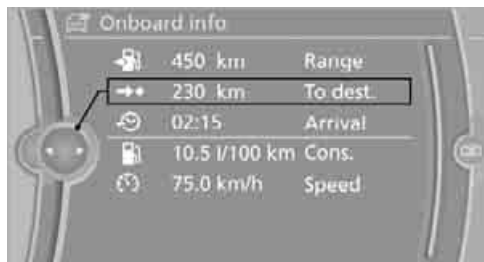 Onboard info
450 km Range
230 km To dest.
02:15 Arrival
10.5 l/100 km Cons.
75.0 km/h Speed